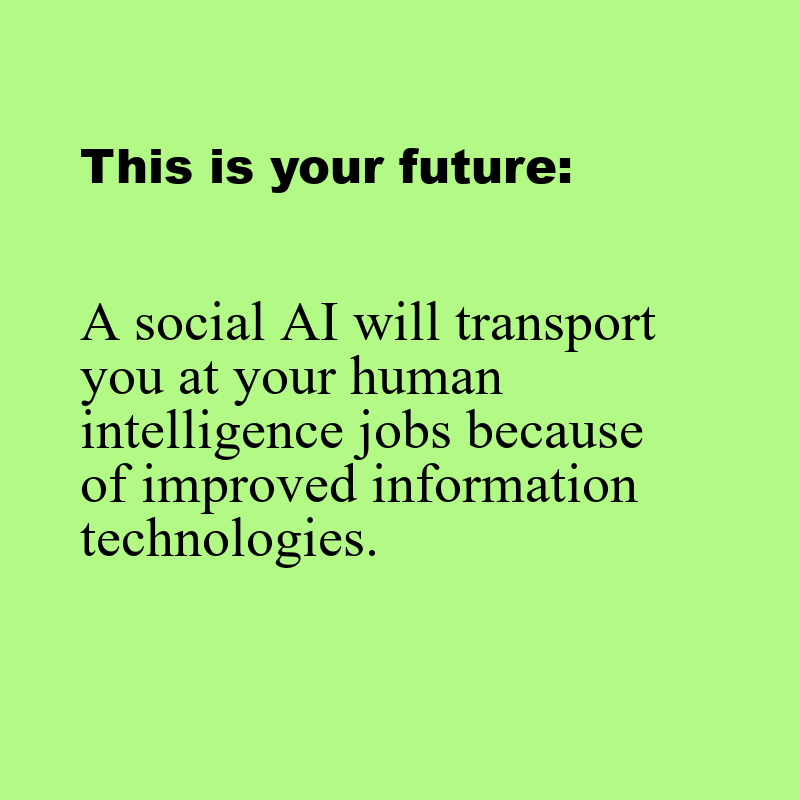 This is your future:
A social AI will transport
you at your human
intelligence jobs because
of improved information
technologies.